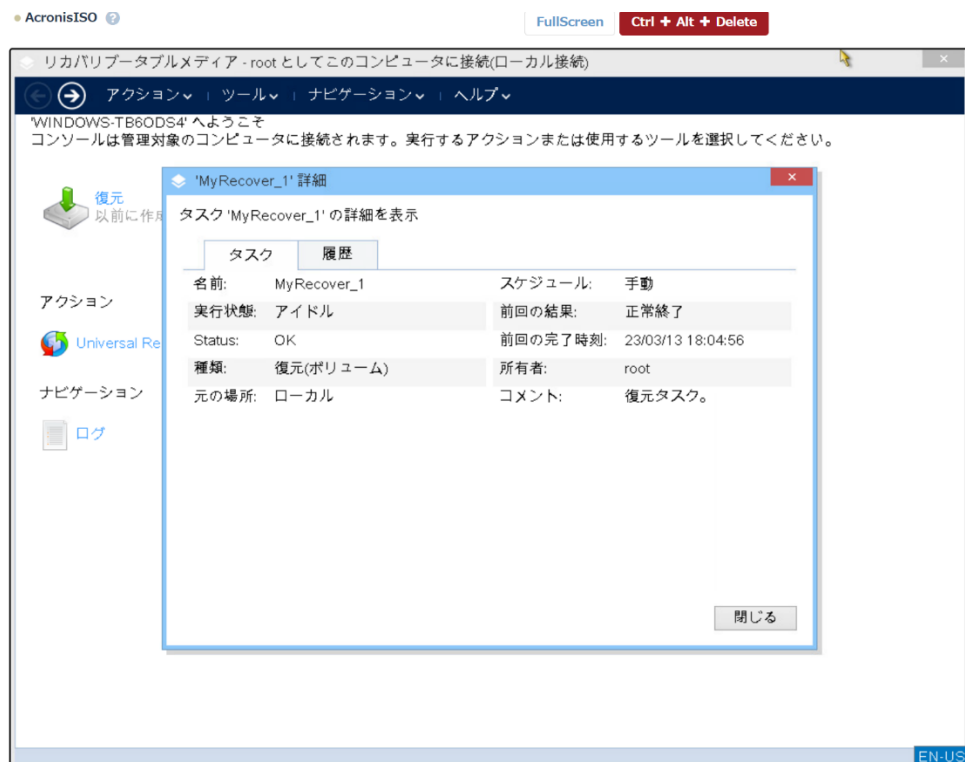 AcronisISO ?
FullScreen Ctrl + Alt + Delete
リカバリブータブルメディア - root としてこのコンピュータに接続(ローカル接続)
アクション ツール ナビゲーション ヘルプ
'WINDOWS-TB6ODS4' へようこそ
コンソールは管理対象のコンピュータに接続されます。実行するアクションまたは使用するツールを選択してください。
復元
以前に作
アクション
Universal Re
ナビゲーション
ログ
'MyRecover_1' 詳細
タスク 'MyRecover_1' の詳細を表示
タスク 履歴
名前: MyRecover_1 スケジュール: 手動
実行状態: アイドル 前回の結果: 正常終了
Status: OK 前回の完了時刻: 23/03/13 18:04:56
種類: 復元(ボリューム) 所有者: root
元の場所: ローカル コメント: 復元タスク。
閉じる
EN-US